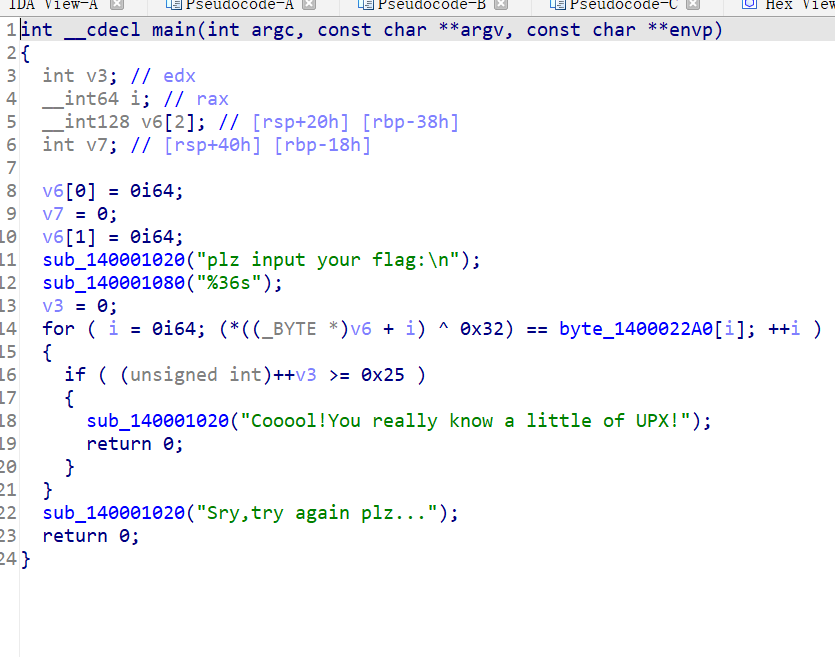 IDA View-A Pseudocode-A Pseudocode-B Pseudocode-C Hex View
1 int __cdecl main(int argc, const char **argv, const char **envp)
2 {
3 int v3; // edx
4 __int64 i; // rax
5 __int128 v6[2]; // [rsp+20h] [rbp-38h]
6 int v7; // [rsp+40h] [rbp-18h]
7
8 v6[0] = 0i64;
9 v7 = 0;
10 v6[1] = 0i64;
11 sub_140001020("plz input your flag:\n");
12 sub_140001080("%36s");
13 v3 = 0;
14 for ( i = 0i64; (*((_BYTE *)v6 + i) ^ 0x32) == byte_1400022A0[i]; ++i )
15 {
16 if ( (unsigned int)++v3 >= 0x25 )
17 {
18 sub_140001020("Cooool!You really know a little of UPX!");
19 return 0;
20 }
21 }
22 sub_140001020("Sry,try again plz...");
23 return 0;
24 }